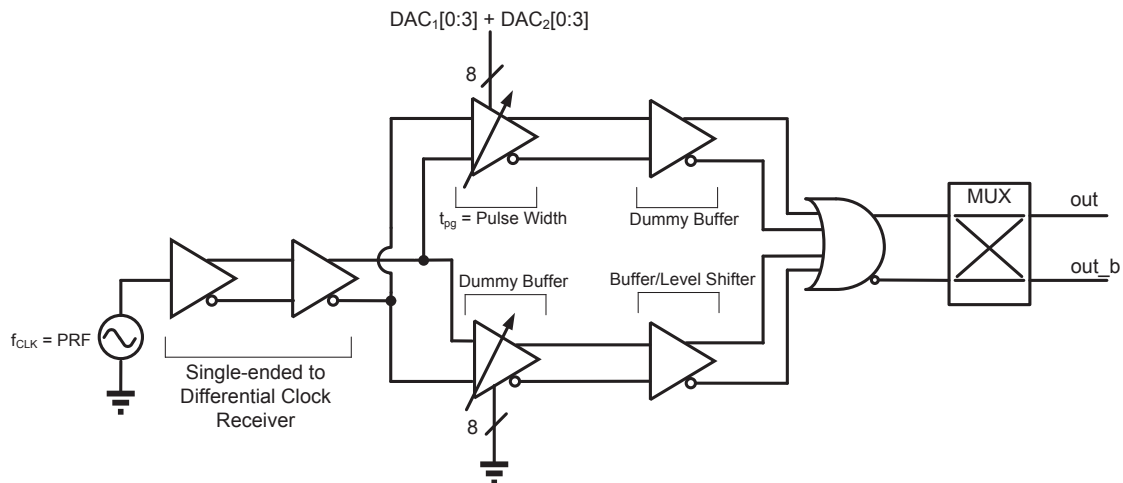 DAC₁[0:3] + DAC₂[0:3]
8
t_pg = Pulse Width
Dummy Buffer
MUX
out
out_b
Dummy Buffer
Buffer/Level Shifter
f_CLK = PRF
Single-ended to
Differential Clock
Receiver
8